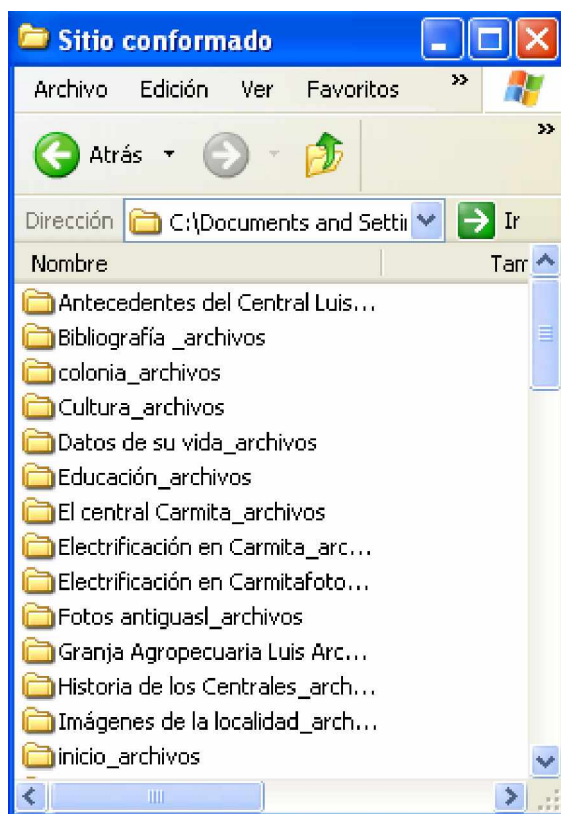 Sitio conformado
Archivo Edición Ver Favoritos »
Atrás »
Dirección C:\Documents and Settin Ir
Nombre Tam
Antecedentes del Central Luis...
Bibliografía _archivos
colonia_archivos
Cultura_archivos
Datos de su vida_archivos
Educación_archivos
El central Carmita_archivos
Electrificación en Carmita_arc...
Electrificación en Carmitafoto...
Fotos antiguasl_archivos
Granja Agropecuaria Luis Arc...
Historia de los Centrales_arch...
Imágenes de la localidad_arch...
inicio_archivos